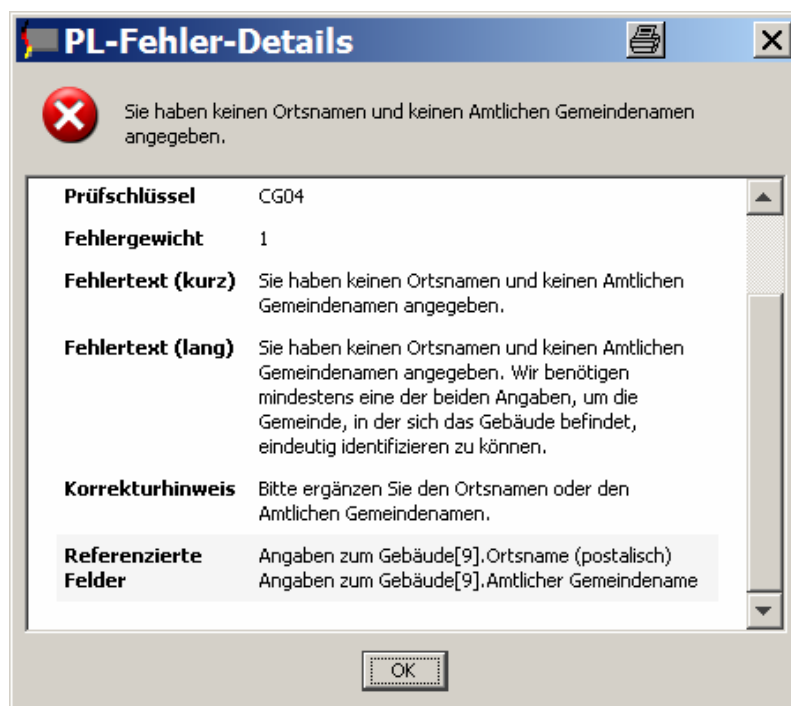 PL-Fehler-Details
Sie haben keinen Ortsnamen und keinen Amtlichen Gemeindenamen
angegeben.
Prüfschlüssel CG04
Fehlergewicht 1
Fehlertext (kurz) Sie haben keinen Ortsnamen und keinen Amtlichen
Gemeindenamen angegeben.
Fehlertext (lang) Sie haben keinen Ortsnamen und keinen Amtlichen
Gemeindenamen angegeben. Wir benötigen
mindestens eine der beiden Angaben, um die
Gemeinde, in der sich das Gebäude befindet,
eindeutig identifizieren zu können.
Korrekturhinweis Bitte ergänzen Sie den Ortsnamen oder den
Amtlichen Gemeindenamen.
Referenzierte Angaben zum Gebäude[9].Ortsname (postalisch)
Felder Angaben zum Gebäude[9].Amtlicher Gemeindename
OK